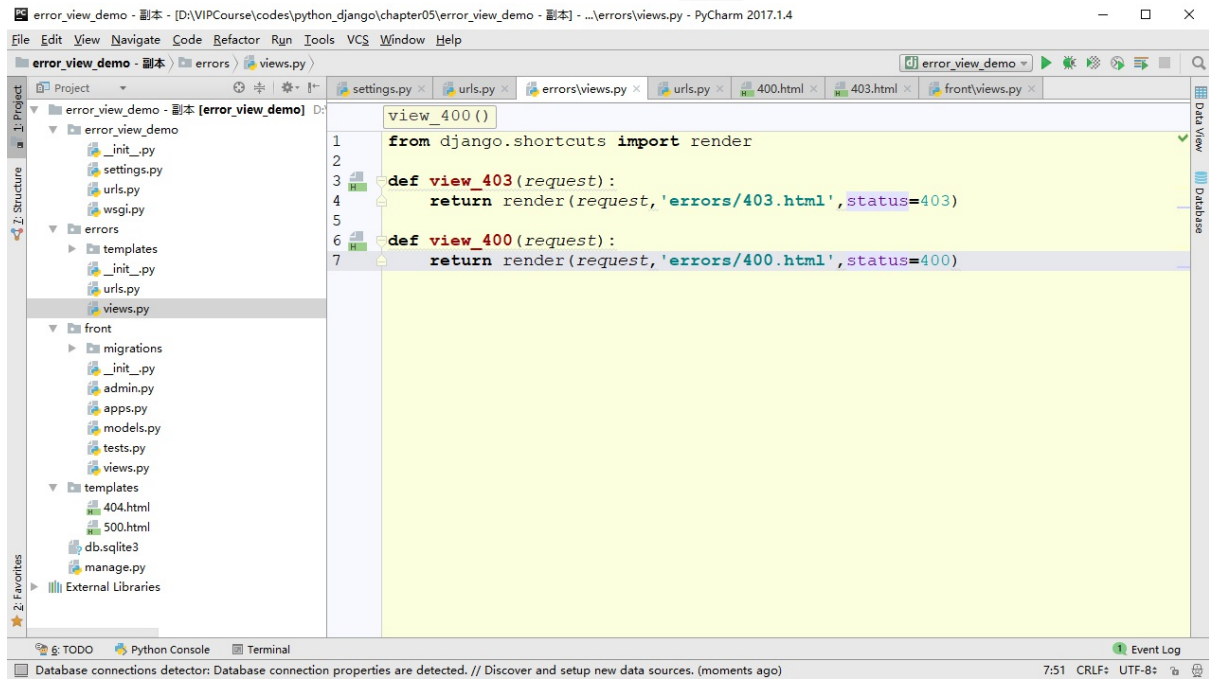 error_view_demo - 副本 - [D:\VIPCourse\codes\python_django\chapter05\error_view_demo - 副本] - ...\errors\views.py - PyCharm 2017.1.4
File Edit View Navigate Code Refactor Run Tools VCS Window Help
error_view_demo - 副本 errors views.py error_view_demo
Project settings.py urls.py errors\views.py urls.py 400.html 403.html front\views.py
1: Project
7: Structure
2: Favorites
error_view_demo - 副本 [error_view_demo] D:
error_view_demo
__init__.py
settings.py
urls.py
wsgi.py
errors
templates
__init__.py
urls.py
views.py
front
migrations
__init__.py
admin.py
apps.py
models.py
tests.py
views.py
templates
404.html
500.html
db.sqlite3
manage.py
External Libraries
view_400()
1 from django.shortcuts import render
2
3 def view_403(request):
4 return render(request,'errors/403.html',status=403)
5
6 def view_400(request):
7 return render(request,'errors/400.html',status=400)
Data View
Database
6: TODO Python Console Terminal 1 Event Log
Database connections detector: Database connection properties are detected. // Discover and setup new data sources. (moments ago) 7:51 CRLF UTF-8